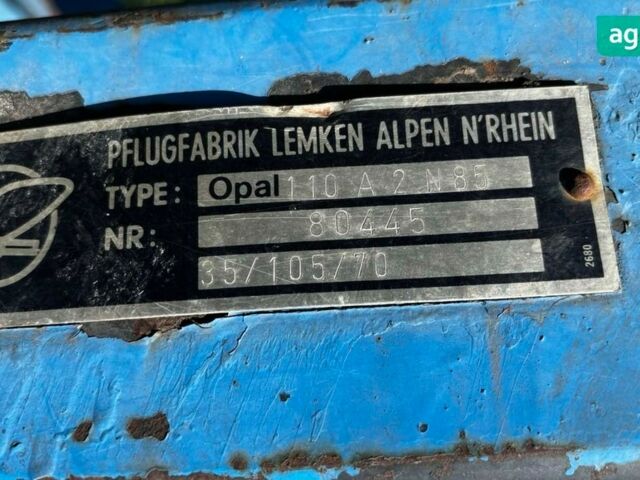 ag
PFLUGFABRIK LEMKEN ALPEN N'RHEIN
TYPE: Opal 110 A 2 N 85
NR: 80445
35/105/70
2680